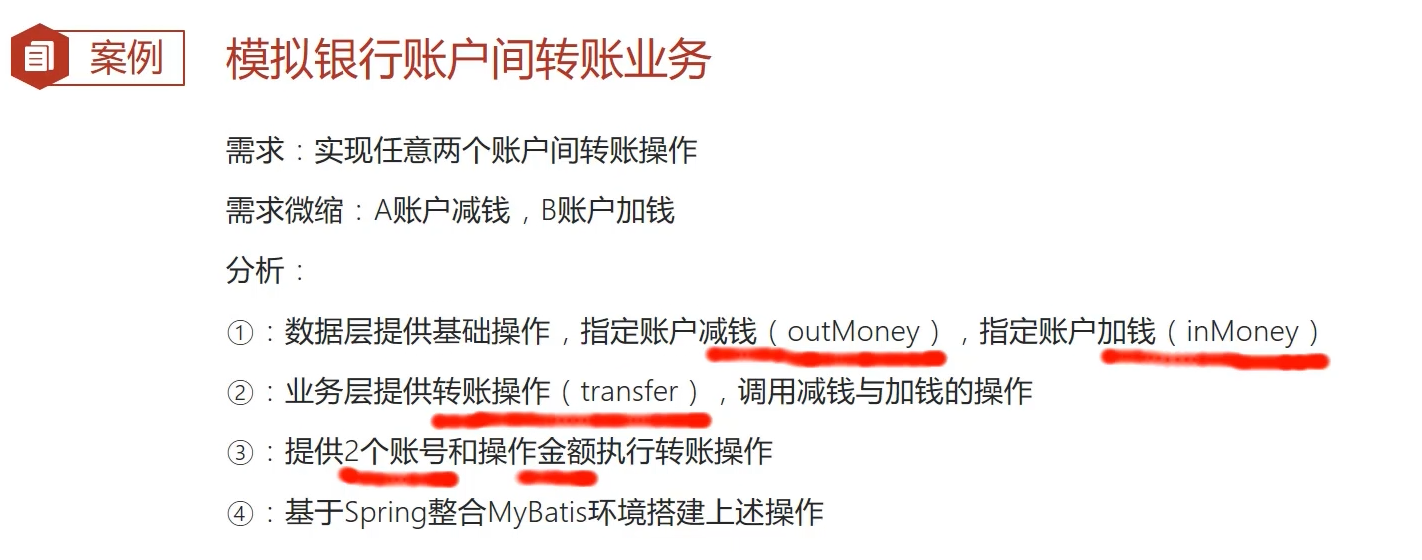 案例
模拟银行账户间转账业务
需求：实现任意两个账户间转账操作
需求微缩：A账户减钱，B账户加钱
分析：
①：数据层提供基础操作，指定账户减钱（outMoney），指定账户加钱（inMoney）
②：业务层提供转账操作（transfer），调用减钱与加钱的操作
③：提供2个账号和操作金额执行转账操作
④：基于Spring整合MyBatis环境搭建上述操作